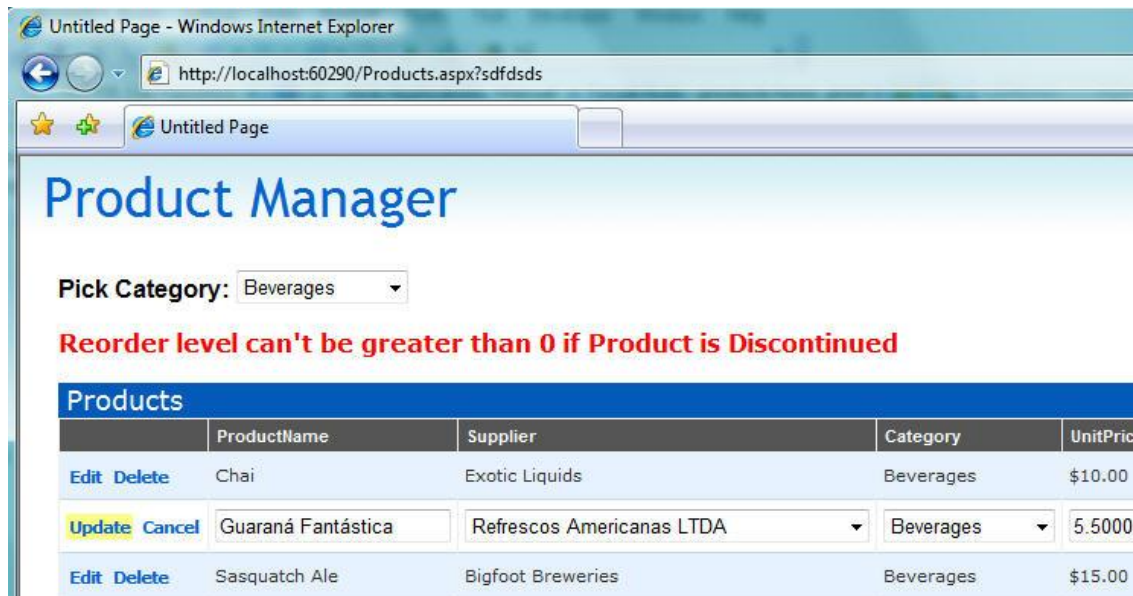 Untitled Page - Windows Internet Explorer
http://localhost:60290/Products.aspx?sdfdsds
Untitled Page
Product Manager
Pick Category: Beverages
Reorder level can't be greater than 0 if Product is Discontinued
Products
ProductName Supplier Category UnitPric
Edit Delete Chai Exotic Liquids Beverages $10.00
Update Cancel Guaraná Fantástica Refrescos Americanas LTDA Beverages 5.5000
Edit Delete Sasquatch Ale Bigfoot Breweries Beverages $15.00